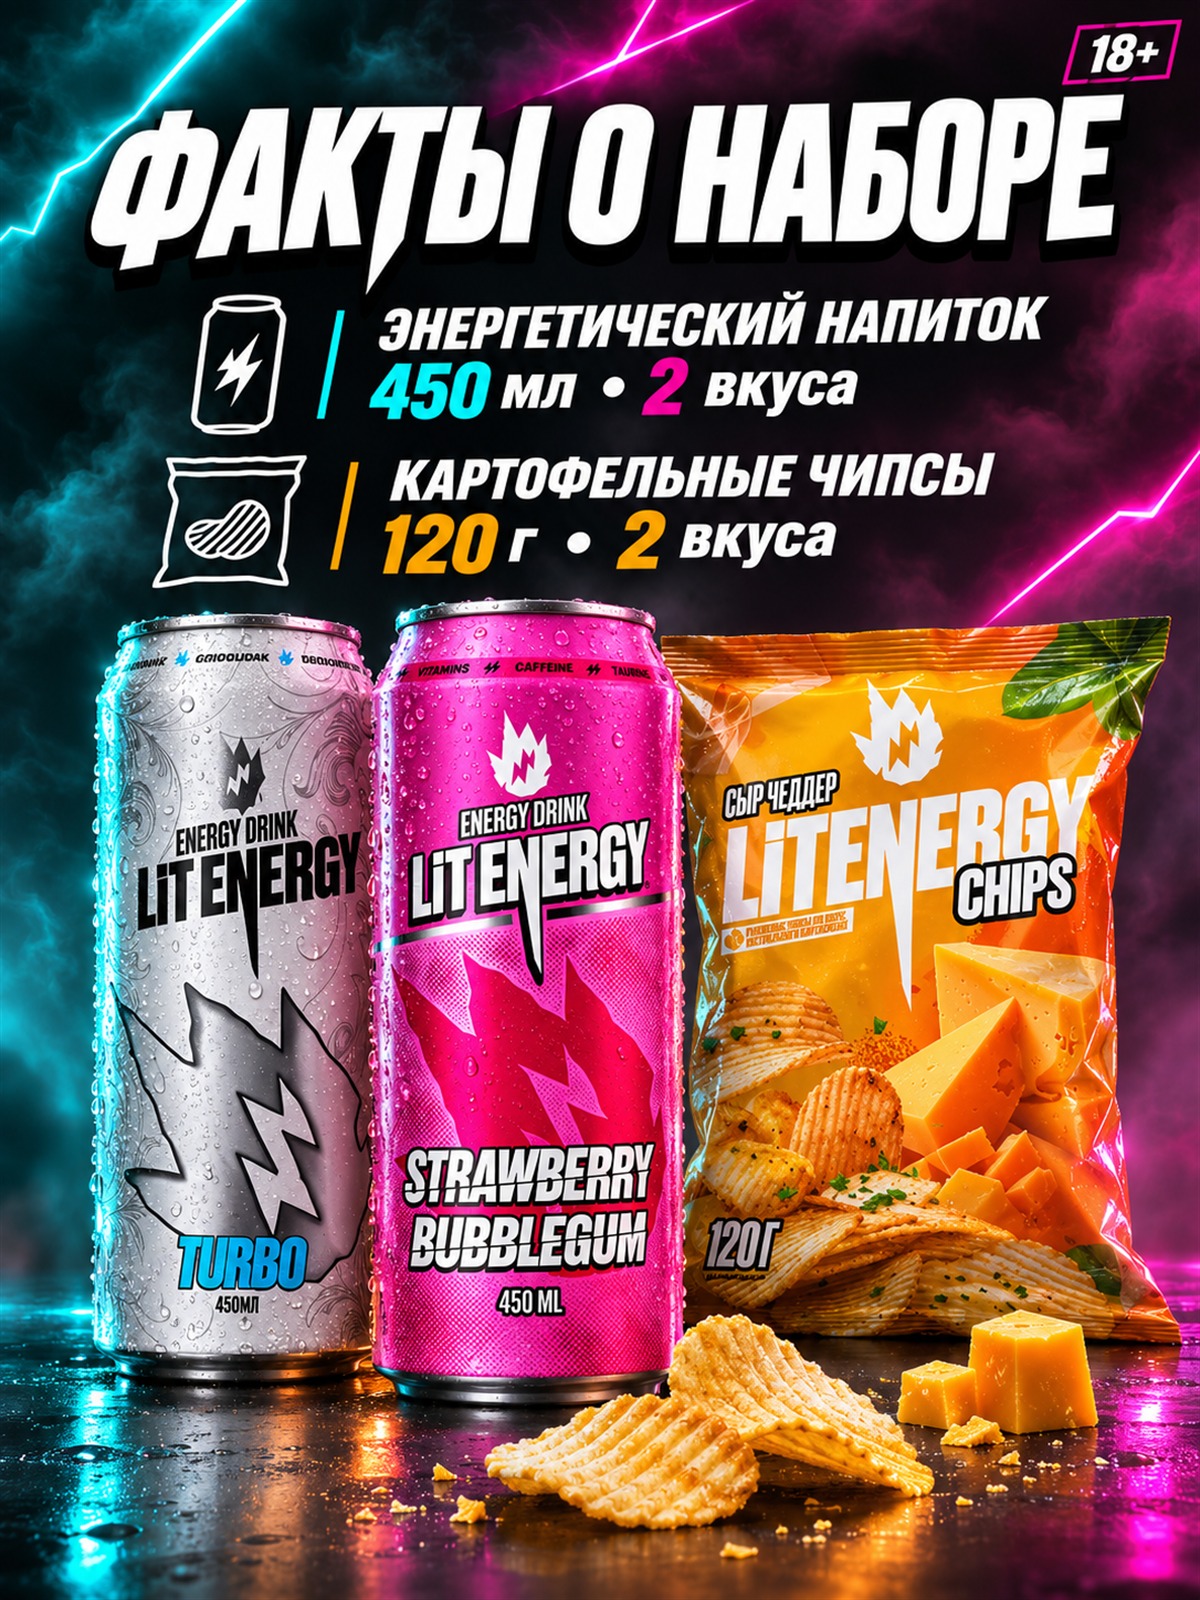 18+
ФАКТЫ О НАБОРЕ
ЭНЕРГЕТИЧЕСКИЙ НАПИТОК
450 мл • 2 вкуса
КАРТОФЕЛЬНЫЕ ЧИПСЫ
120 г • 2 вкуса
ENERGY DRINK
LiT ENERGY
TURBO
450МЛ
VITAMINS CAFFEINE
ENERGY DRINK
LiT ENERGY
STRAWBERRY
BUBBLEGUM
450 ML
СЫР ЧЕДДЕР
LiTENERGY
CHIPS
120Г